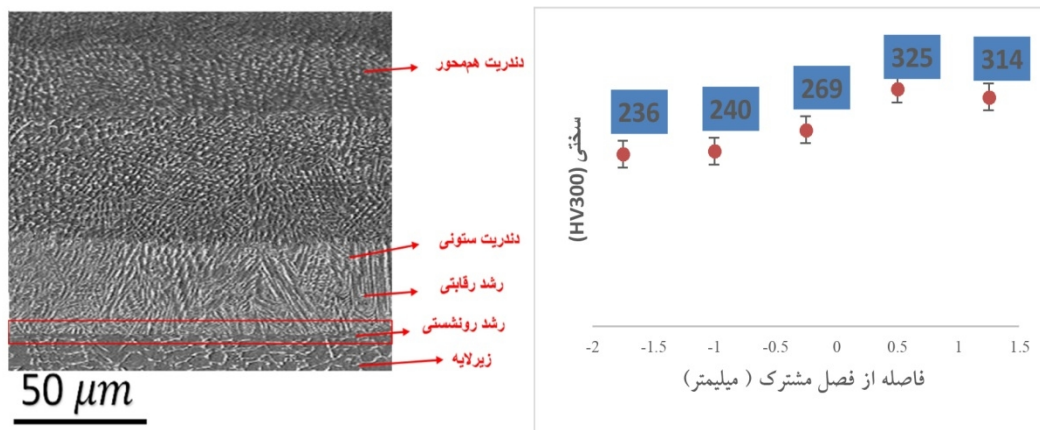 دندریت هم‌محور
دندریت ستونی
رشد رقابتی
رشد رونشستی
زیرلایه
50 μm
سختی (HV300)
236
240
269
325
314
-2
-1.5
-1
-0.5
0
0.5
1
1.5
فاصله از فصل مشترک ( میلیمتر)